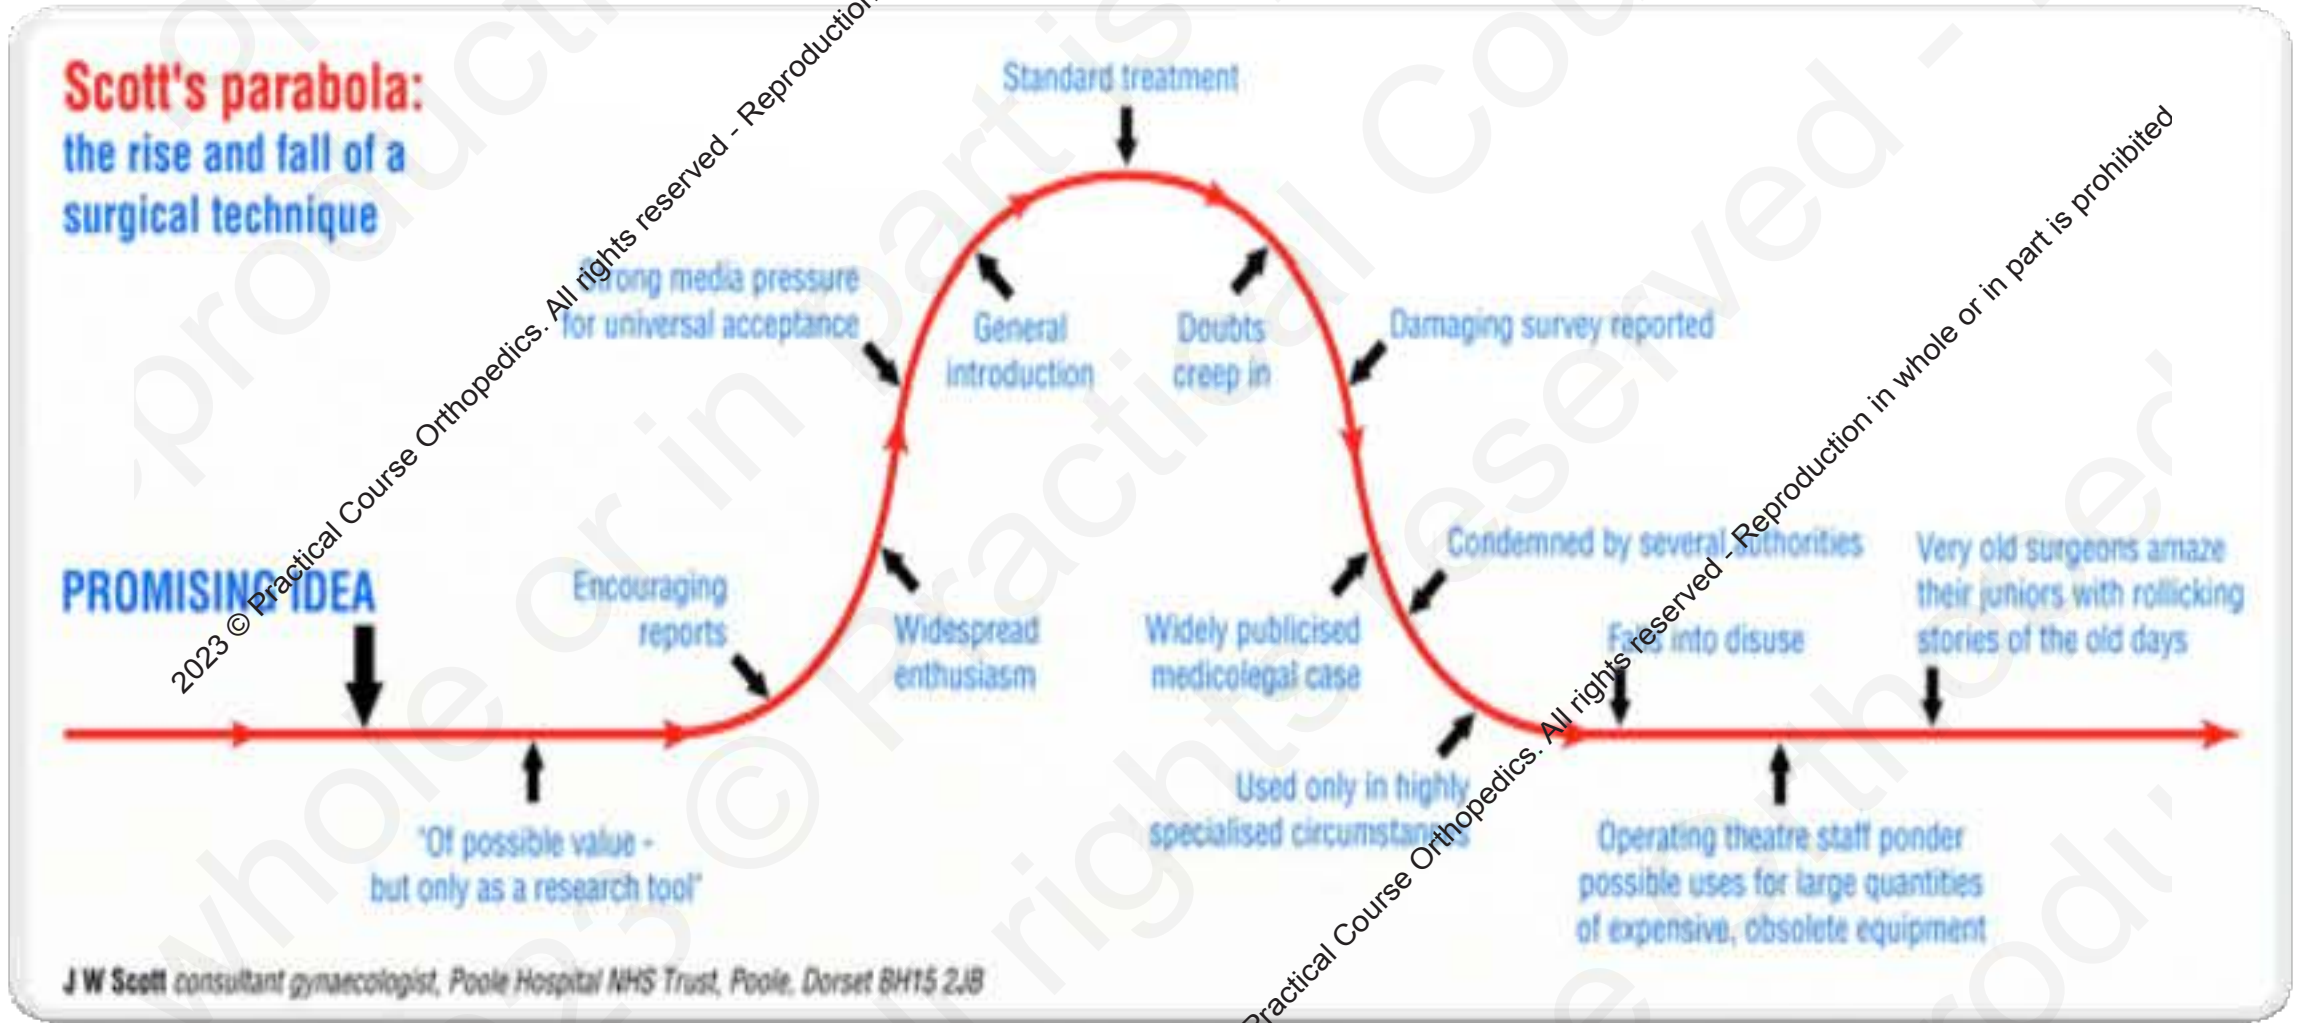 Scott's parabola:
the rise and fall of a
surgical technique
Standard treatment
Strong media pressure
for universal acceptance
General
introduction
Doubts
creep in
Damaging survey reported
PROMISING IDEA
Encouraging
reports
Widespread
enthusiasm
Widely publicised
medicolegal case
Condemned by several authorities
Falls into disuse
Very old surgeons amaze
their juniors with rollicking
stories of the old days
"Of possible value -
but only as a research tool"
Used only in highly
specialised circumstances
Operating theatre staff ponder
possible uses for large quantities
of expensive, obsolete equipment
J W Scott consultant gynaecologist, Poole Hospital NHS Trust, Poole, Dorset BH15 2JB
2023 © Practical Course Orthopedics. All rights reserved - Reproduction
Practical Course Orthopedics. All rights reserved - Reproduction in whole or in part is prohibited